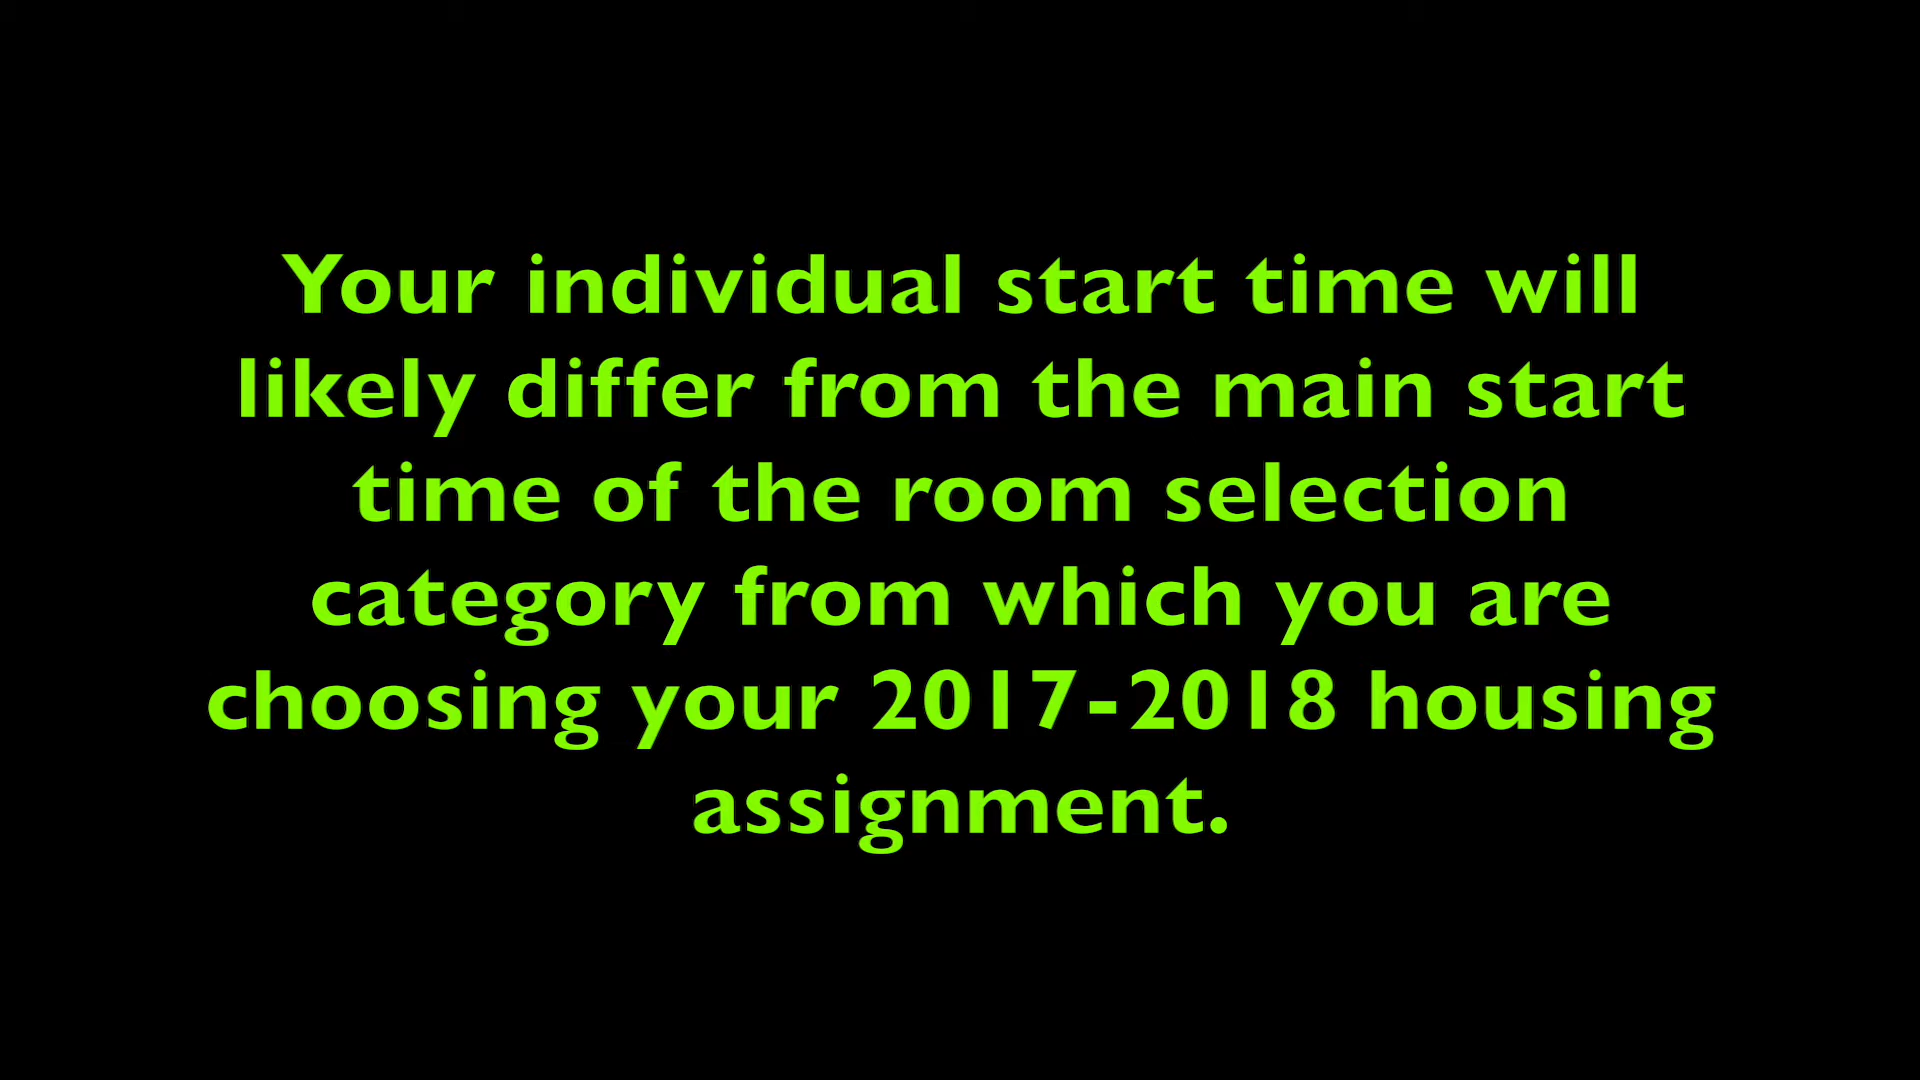 Your individual start time will
likely differ from the main start
time of the room selection
category from which you are
choosing your 2017-2018 housing
assignment.